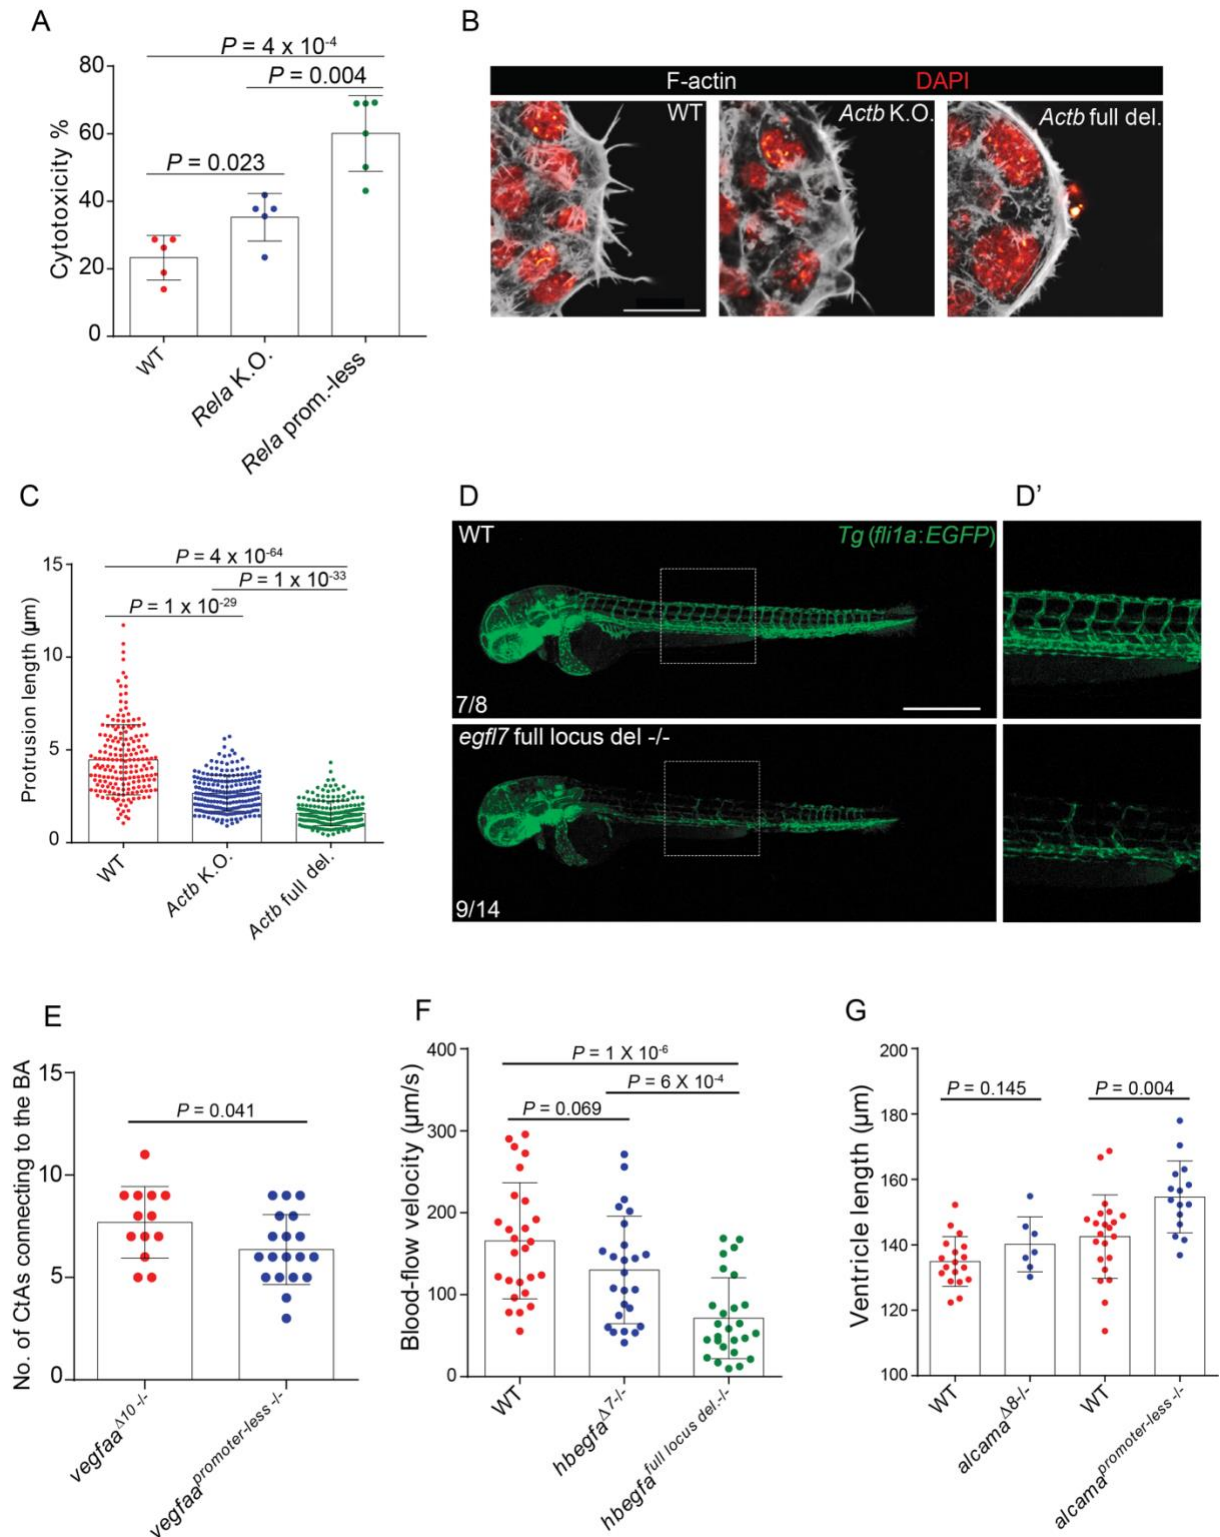 A
P = 4 x 10-4
P = 0.004
P = 0.023
80
60
40
20
0
Cytotoxicity %
WT
Rela K.O.
Rela prom.-less
B
F-actin DAPI
WT
Actb K.O.
Actb full del.
C
P = 4 x 10-64
P = 1 x 10-33
P = 1 x 10-29
15
10
5
0
Protrusion length (µm)
WT
Actb K.O.
Actb full del.
D
WT
Tg (fli1a:EGFP)
7/8
egfl7 full locus del -/-
9/14
D'
E
No. of CtAs connecting to the BA
15
10
5
0
P = 0.041
vegfaaΔ10 -/-
vegfaapromoter-less -/-
F
Blood-flow velocity (µm/s)
400
300
200
100
0
P = 1 X 10-6
P = 6 X 10-4
P = 0.069
WT
hbegfaΔ7-/-
hbegfafull locus del.-/-
G
Ventricle length (µm)
200
180
160
140
120
100
P = 0.145
P = 0.004
WT
alcamaΔ8-/-
WT
alcamapromoter-less -/-